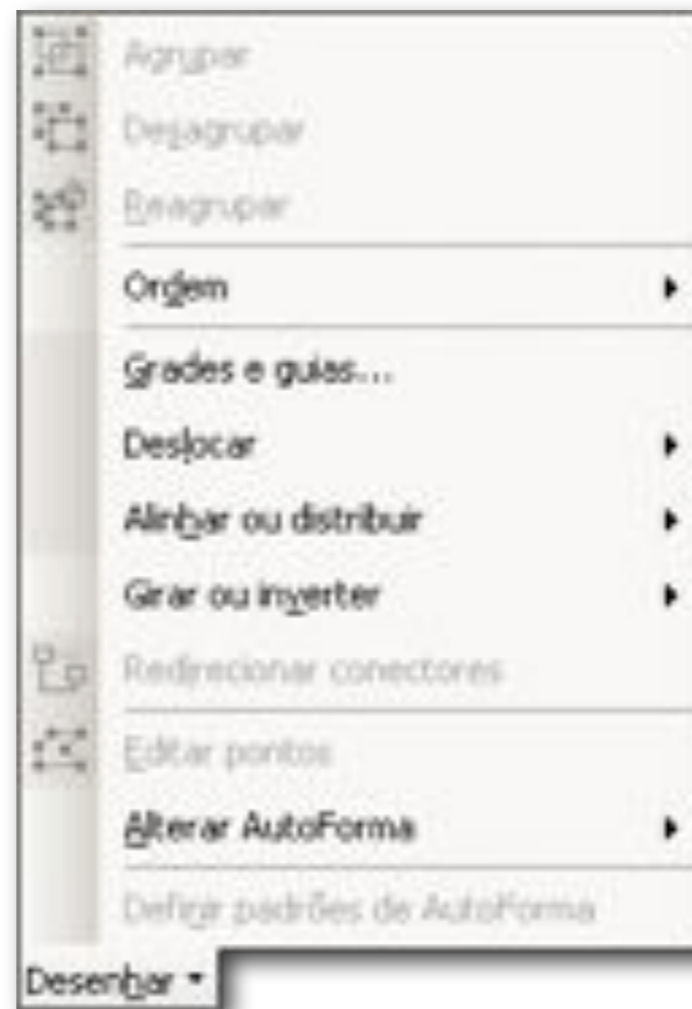 Agrupar
Desagrupar
Reagrupar
Ordem
Grades e guias...
Deslocar
Alinhar ou distribuir
Girar ou inverter
Redirecionar conectores
Editar pontos
Alterar AutoForma
Definir padrões de AutoForma
Desenhar